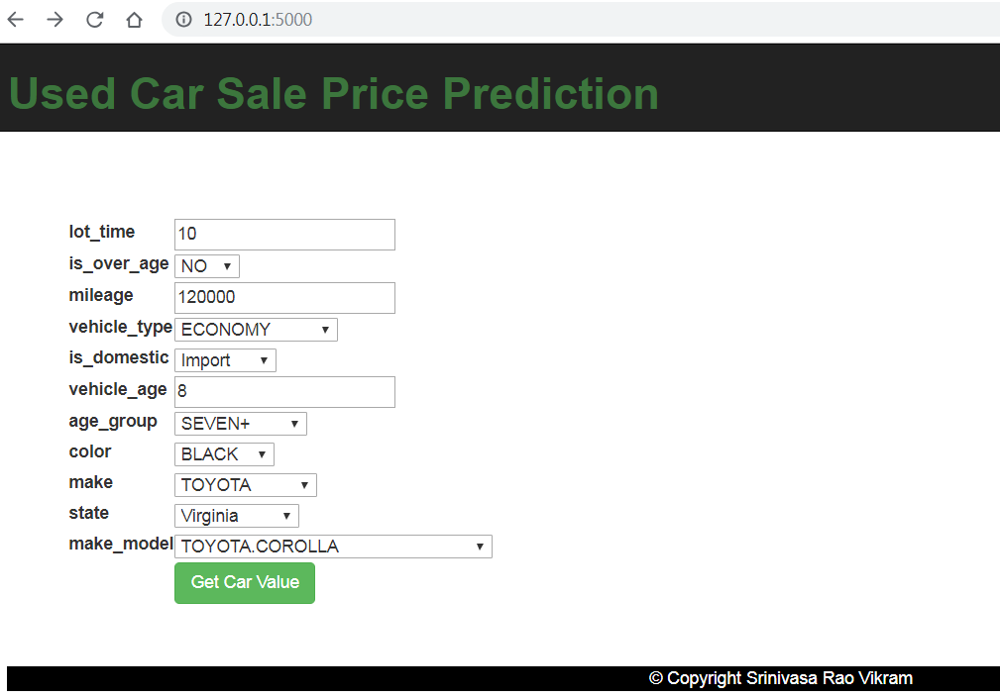 127.0.0.1:5000
Used Car Sale Price Prediction
lot_time 10
is_over_age NO
mileage 120000
vehicle_type ECONOMY
is_domestic Import
vehicle_age 8
age_group SEVEN+
color BLACK
make TOYOTA
state Virginia
make_model TOYOTA.COROLLA
Get Car Value
© Copyright Srinivasa Rao Vikram